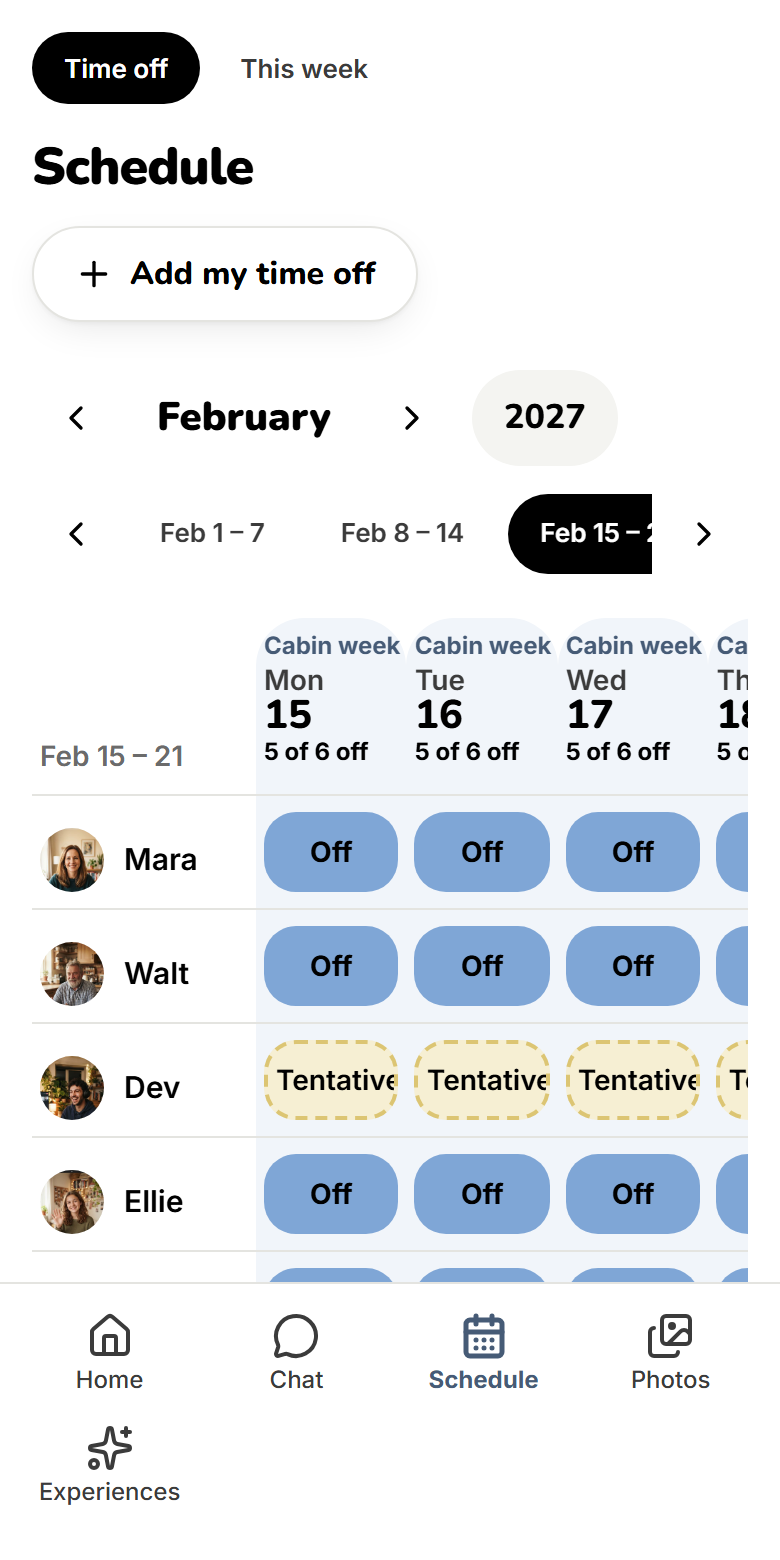 Time off This week
Schedule
Add my time off
February 2027
Feb 1 – 7 Feb 8 – 14 Feb 15 –
Cabin week Cabin week Cabin week
Mon Tue Wed
15 16 17 18
5 of 6 off 5 of 6 off 5 of 6 off
Feb 15 – 21
Mara Off Off Off
Walt Off Off Off
Dev Tentative Tentative Tentative
Ellie Off Off Off
Home Chat Schedule Photos
Experiences